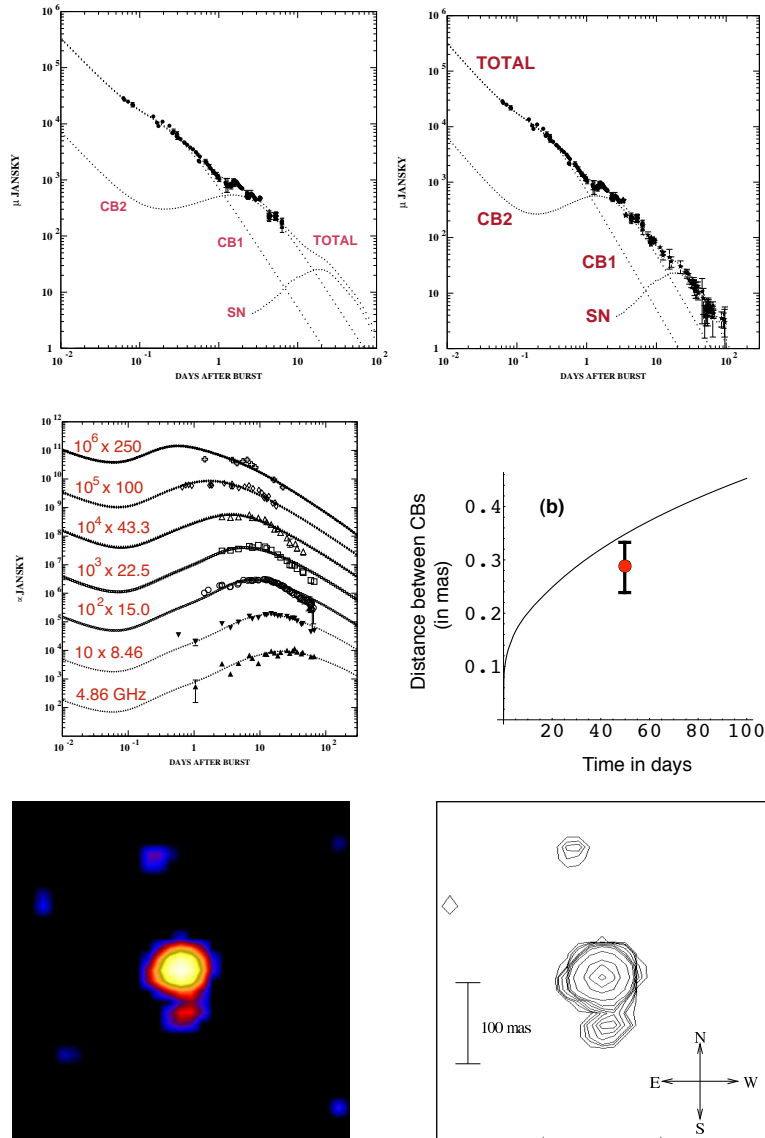 10^6
10^5
10^4
10^3
10^2
10
1
μ JANSKY
CB2
CB1
TOTAL
SN
10^-2
10^-1
1
10
10^2
DAYS AFTER BURST
10^6
10^5
10^4
10^3
10^2
10
1
μ JANSKY
TOTAL
CB2
CB1
SN
10^-2
10^-1
1
10
10^2
DAYS AFTER BURST
10^12
10^11
10^10
10^9
10^8
10^7
10^6
10^5
10^4
10^3
10^2
∝ JANSKY
10^6 x 250
10^5 x 100
10^4 x 43.3
10^3 x 22.5
10^2 x 15.0
10 x 8.46
4.86 GHz
10^-2
10^-1
1
10
10^2
DAYS AFTER BURST
(b)
Distance between CBs
(in mas)
0.4
0.3
0.2
0.1
20 40 60 80 100
Time in days
100 mas
N
E W
S